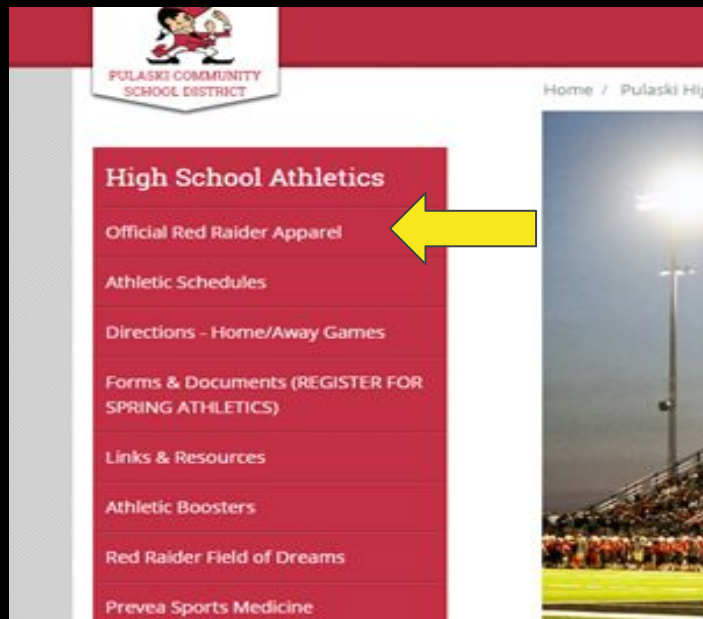 PULASKI COMMUNITY
SCHOOL DISTRICT
Home / Pulaski Hig
High School Athletics
Official Red Raider Apparel
Athletic Schedules
Directions - Home/Away Games
Forms & Documents (REGISTER FOR
SPRING ATHLETICS)
Links & Resources
Athletic Boosters
Red Raider Field of Dreams
Prevea Sports Medicine